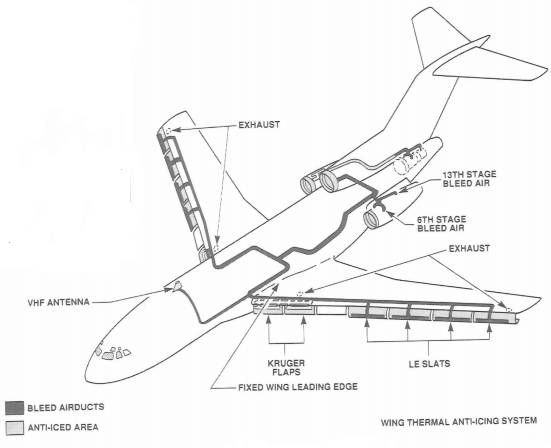 EXHAUST
13TH STAGE
BLEED AIR
6TH STAGE
BLEED AIR
EXHAUST
VHF ANTENNA
KRUGER
FLAPS
LE SLATS
FIXED WING LEADING EDGE
BLEED AIRDUCTS
ANTI-ICED AREA
WING THERMAL ANTI-ICING SYSTEM